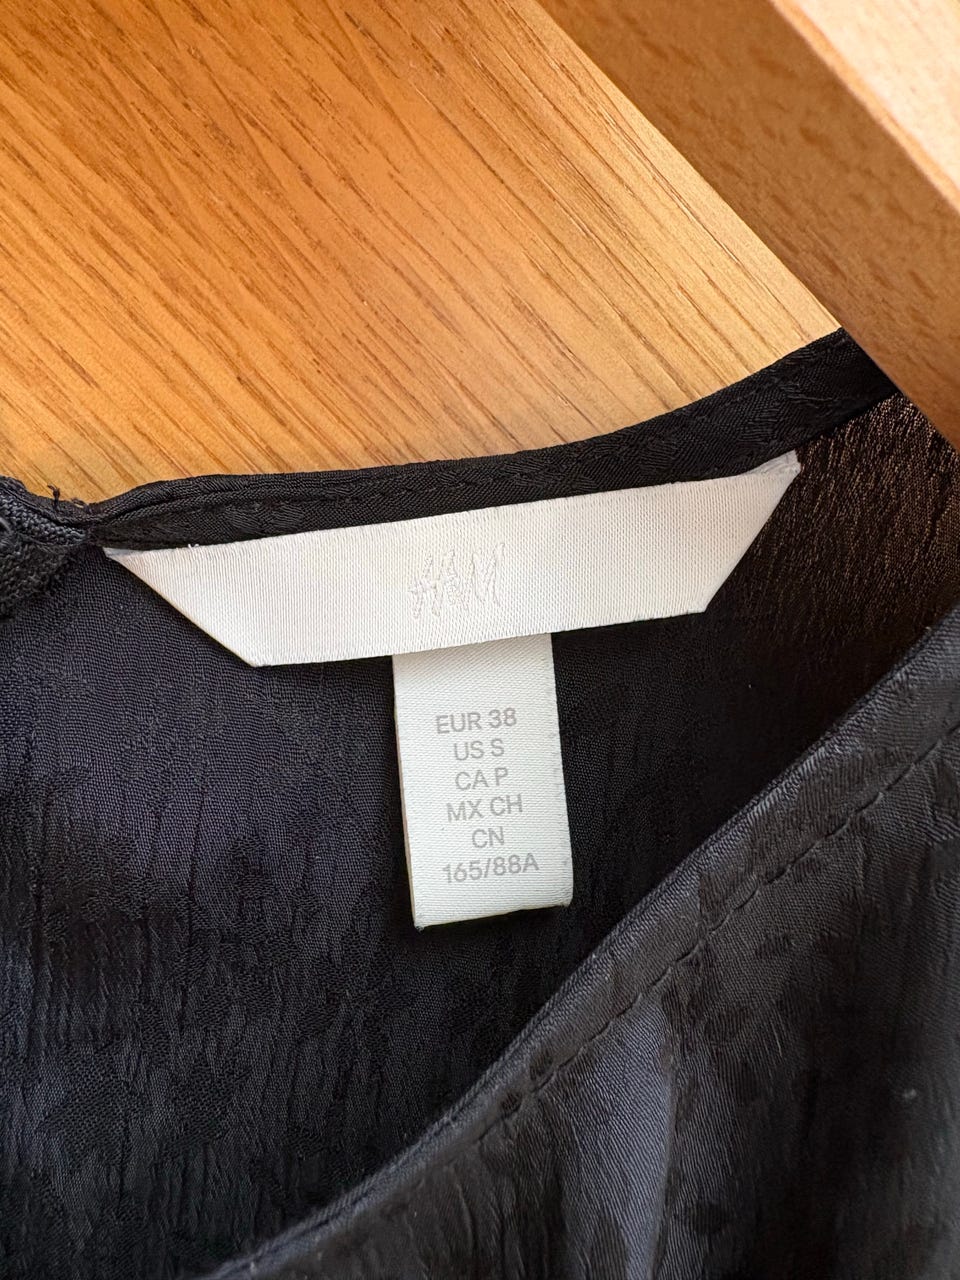 H&M
EUR 38
US S
CA P
MX CH
CN
165/88A